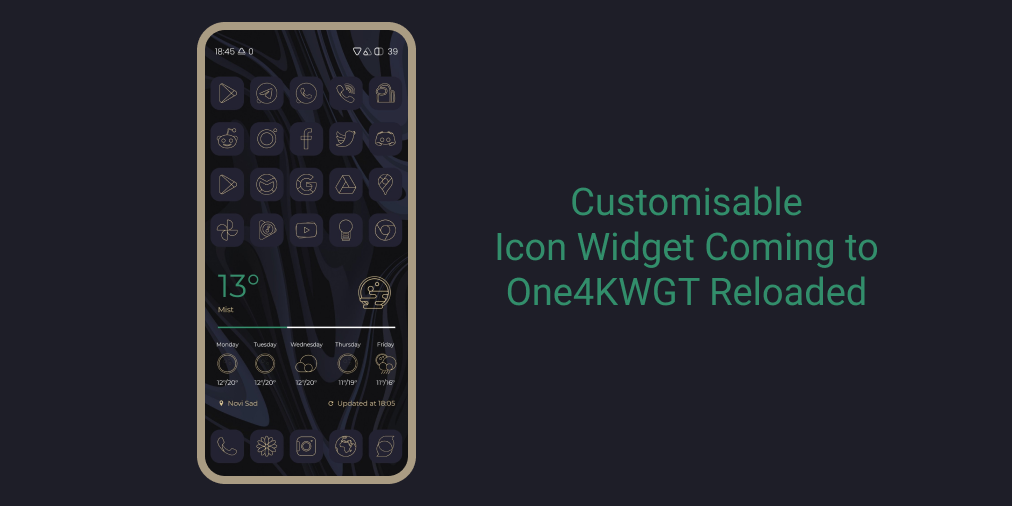 18:45 0 39
13°
Mist
Monday Tuesday Wednesday Thursday Friday
12°/20° 12°/20° 12°/20° 11°/19° 11°/16°
Novi Sad Updated at 18:05
Customisable
Icon Widget Coming to
One4KWGT Reloaded